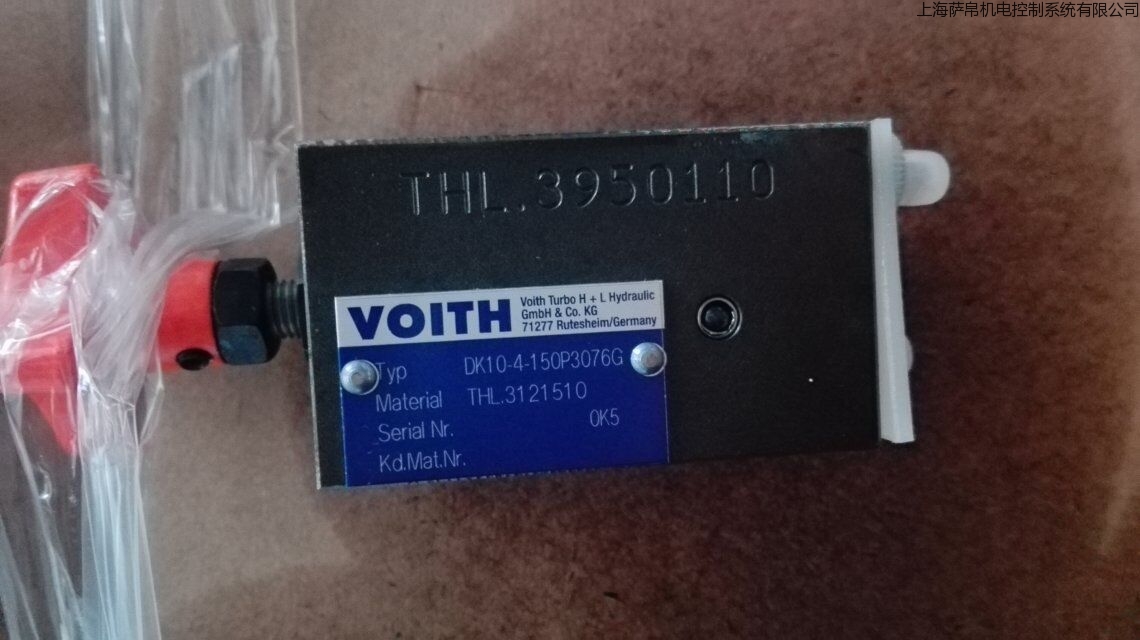 上海萨帛机电控制系统有限公司
THL.3950110
VOITH
Voith Turbo H + L Hydraulic
GmbH & Co. KG
71277 Rutesheim/Germany
Typ DK10-4-150P3076G
Material THL.3121510
Serial Nr. 0K5
Kd.Mat.Nr.